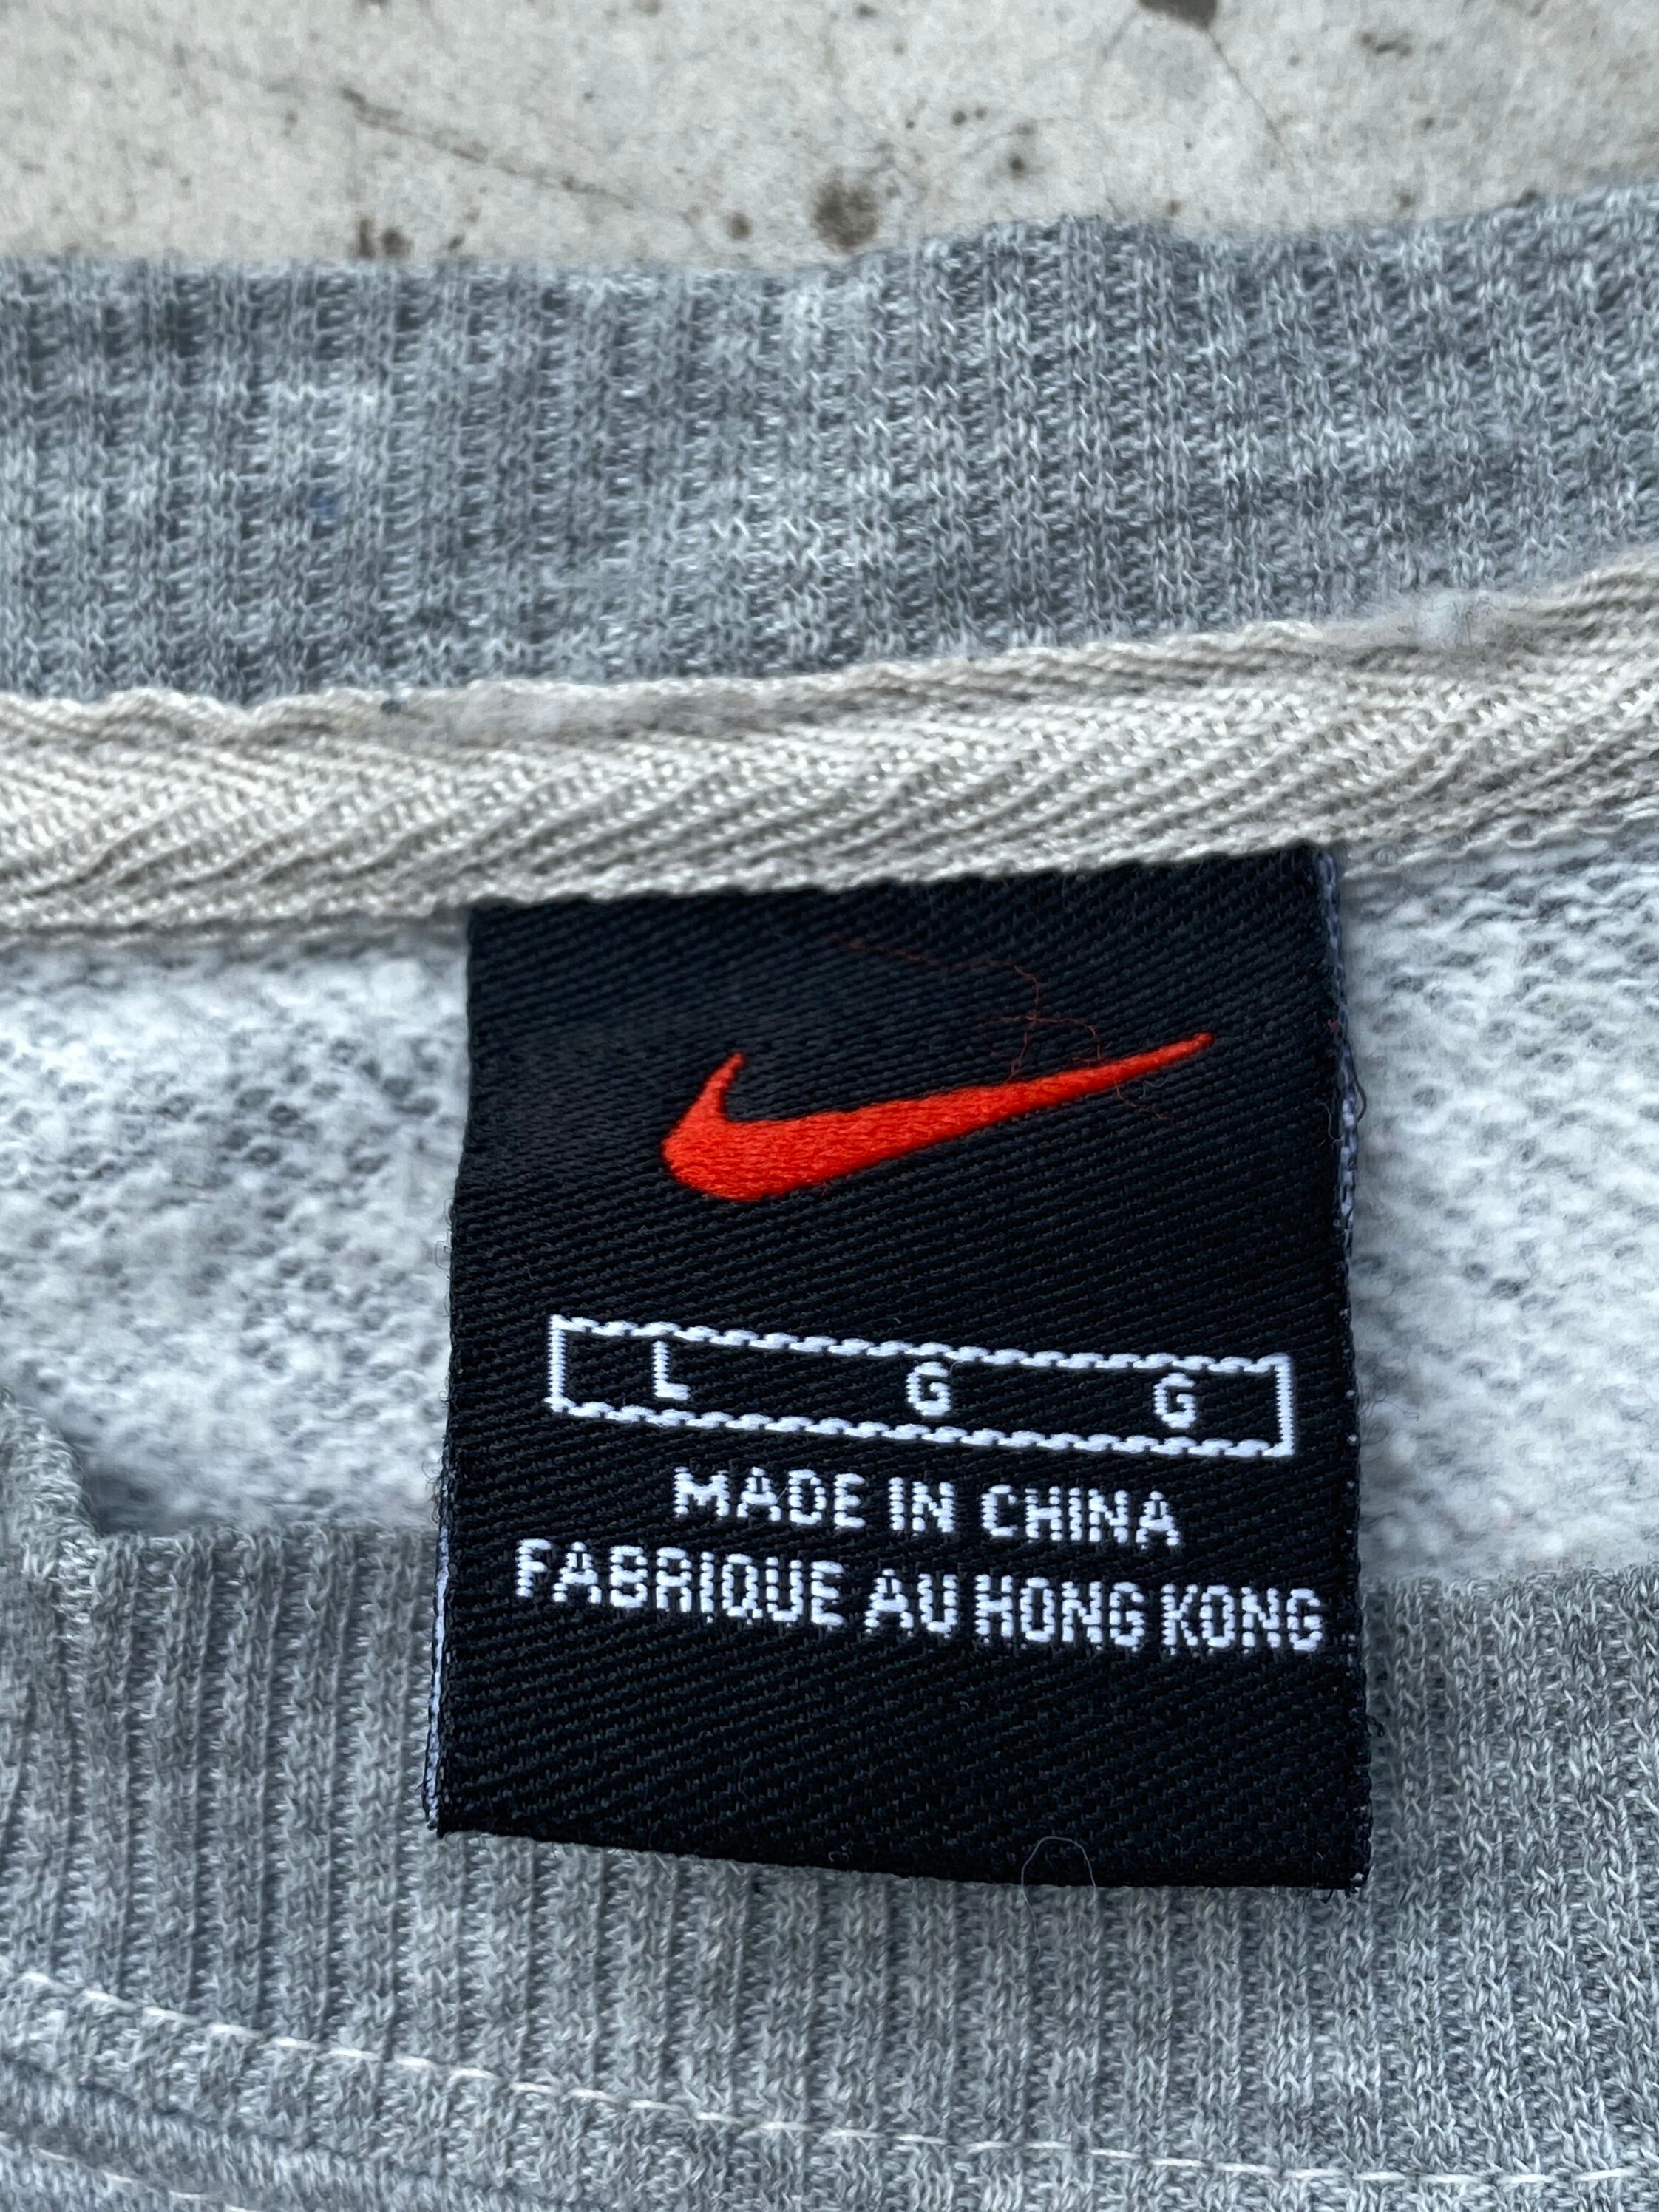 L G G
MADE IN CHINA
FABRIQUE AU HONG KONG